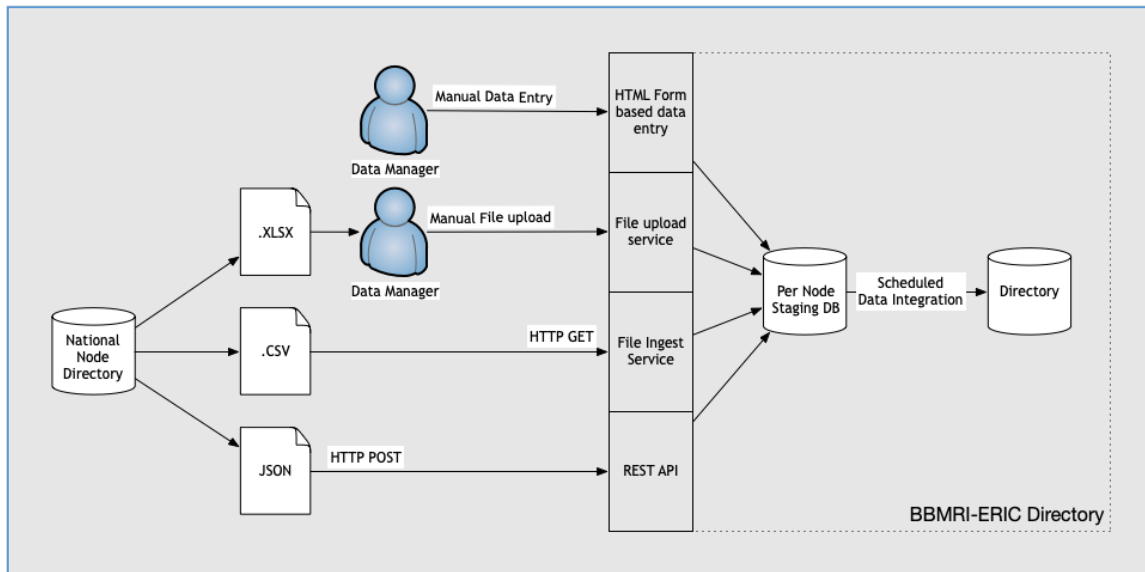 Manual Data Entry
Data Manager
HTML Form
based data
entry
.XLSX
Manual File upload
Data Manager
File upload
service
National
Node
Directory
.CSV
HTTP GET
File Ingest
Service
Per Node
Staging DB
Scheduled
Data Integration
Directory
JSON
HTTP POST
REST API
BBMRI-ERIC Directory